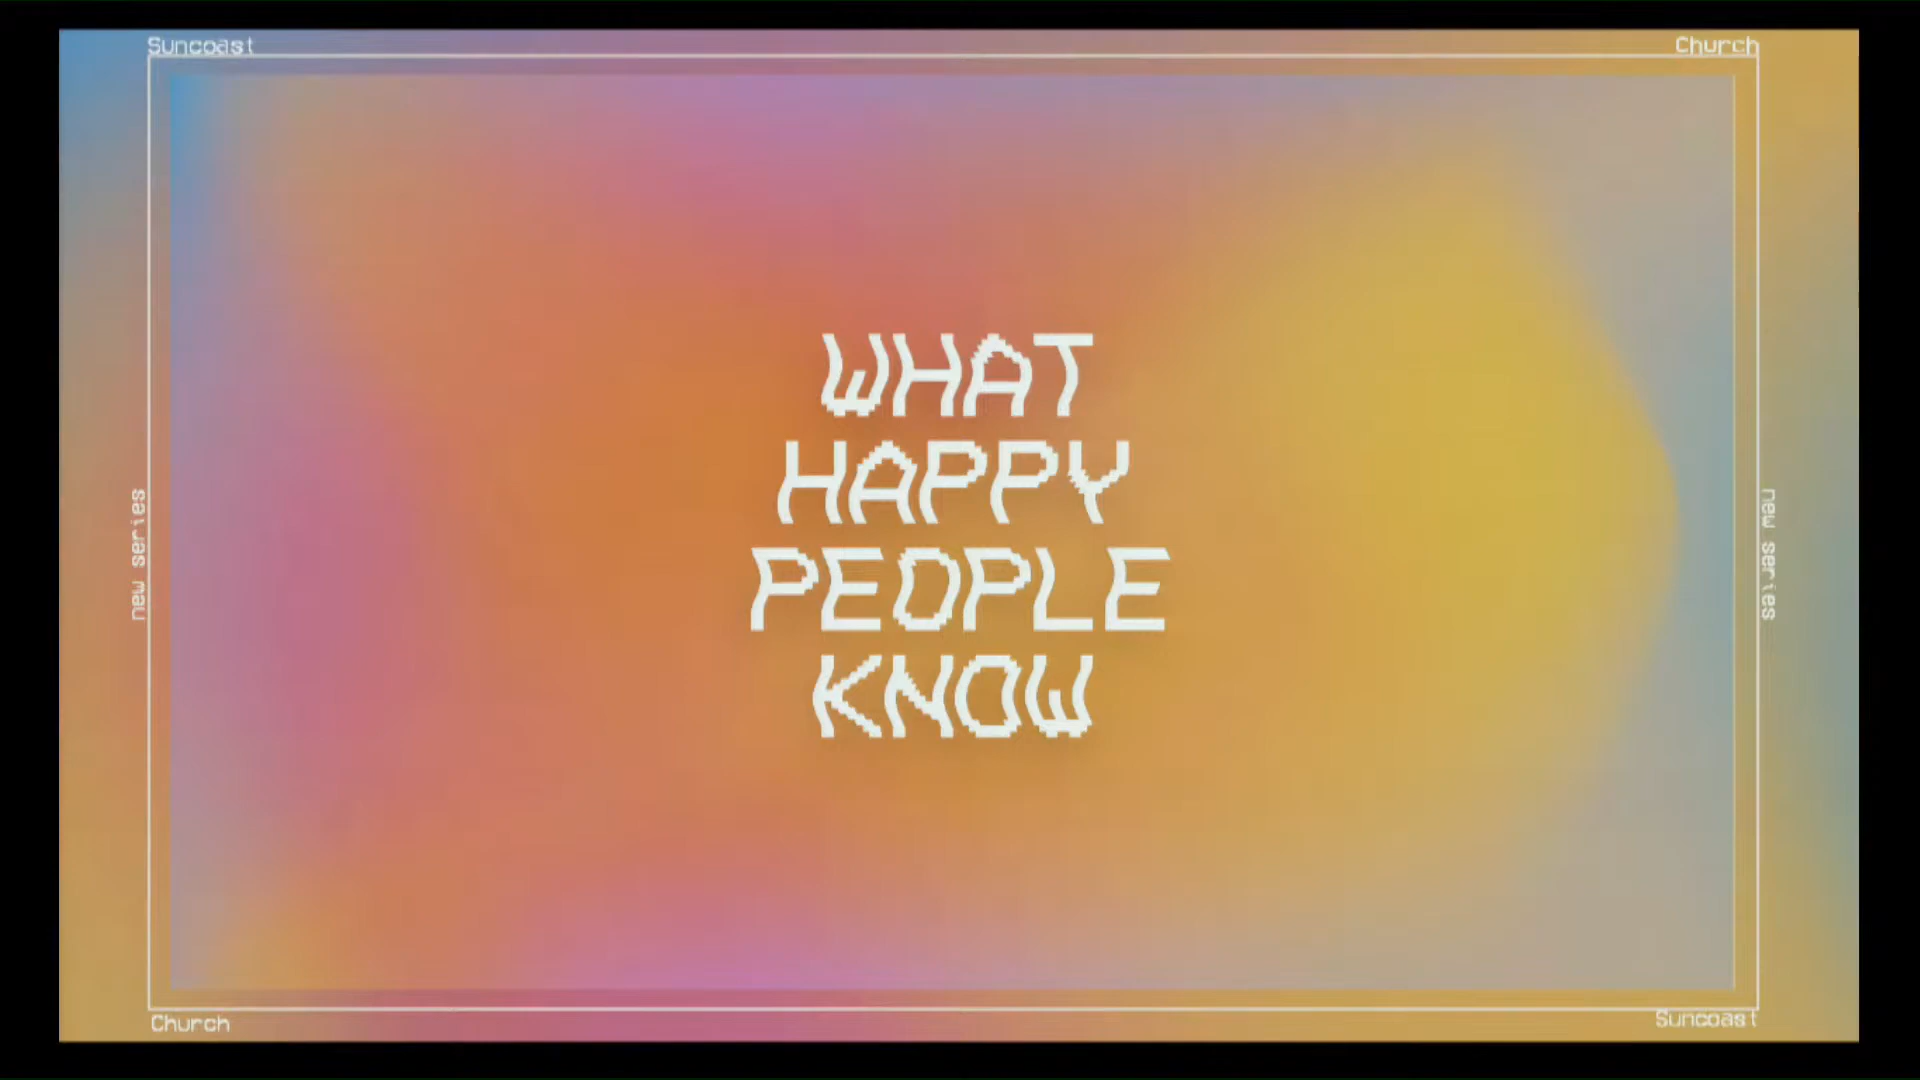 Suncoast
Church
WHAT
HAPPY
PEOPLE
KNOW
new series
new series
Church
Suncoast